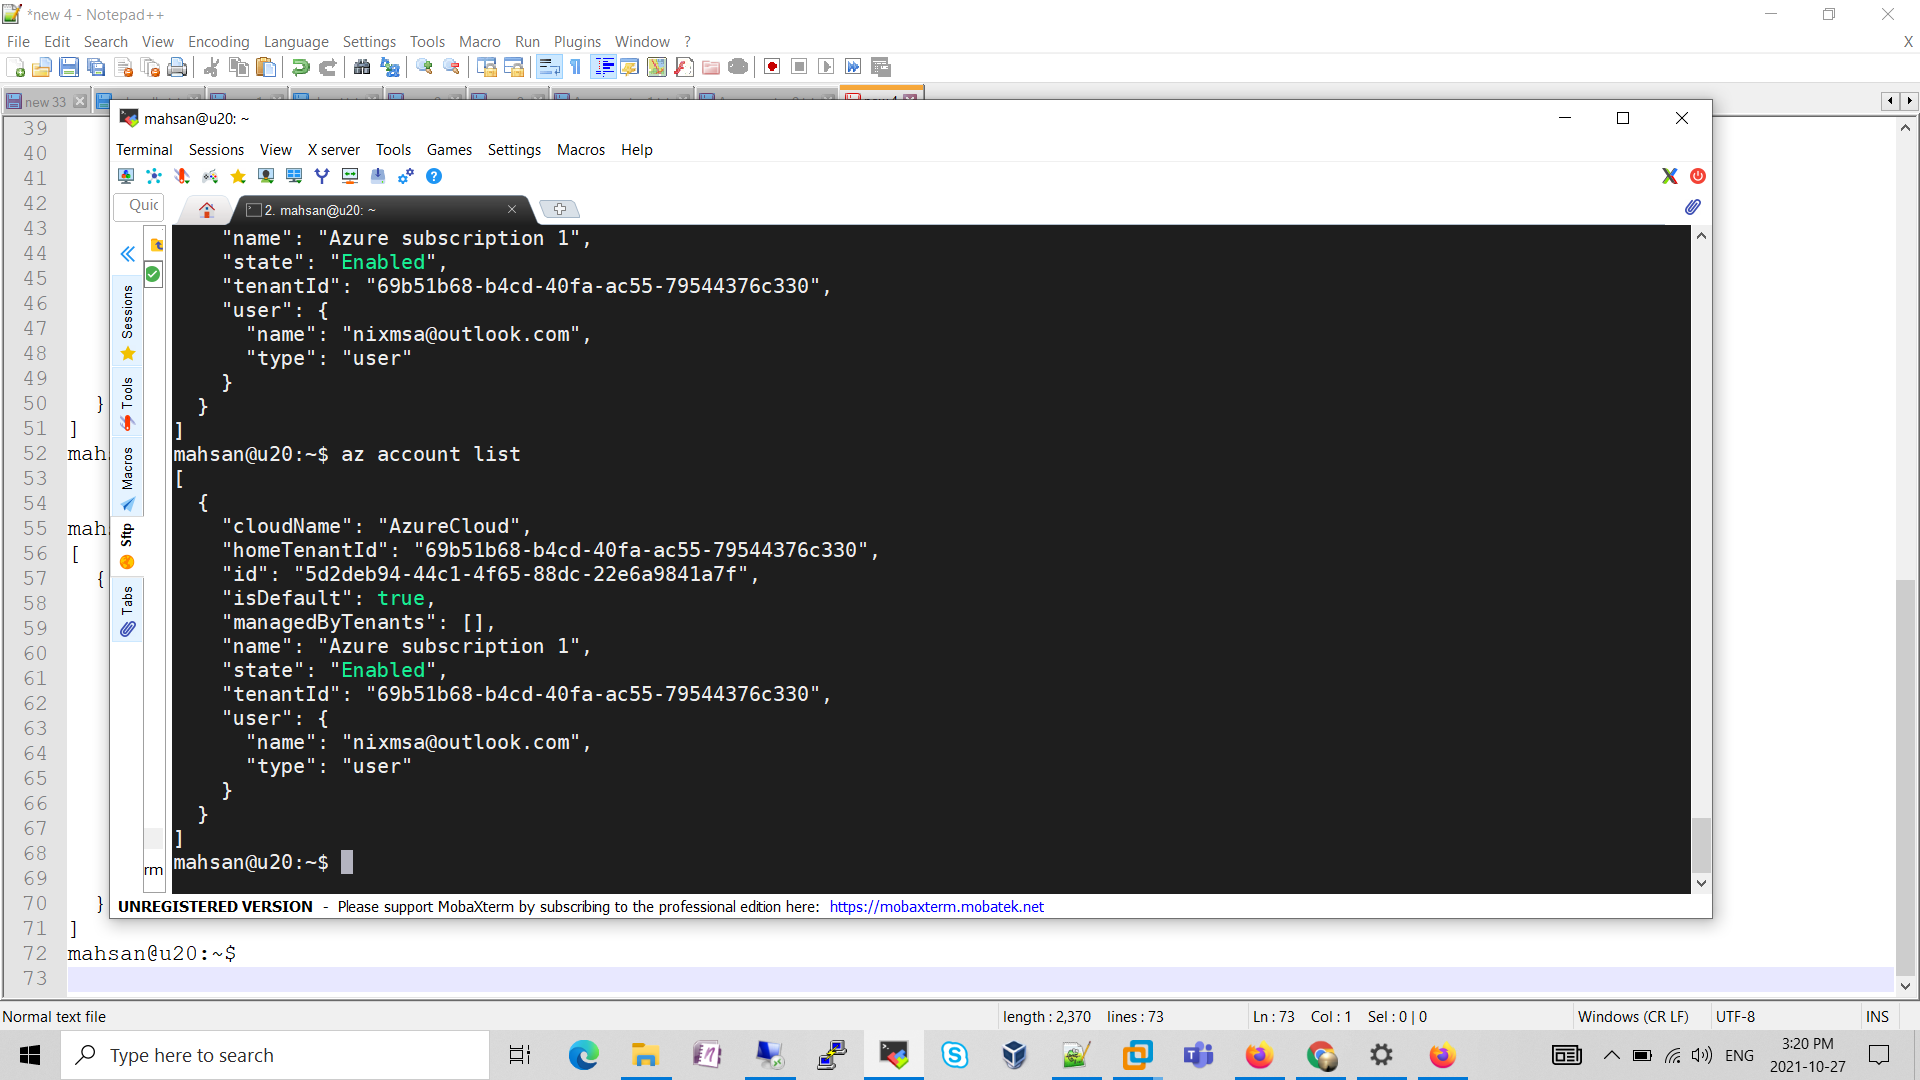 *new 4 - Notepad++
File Edit Search View Encoding Language Settings Tools Macro Run Plugins Window ?
X
new 33
mahsan@u20: ~
Terminal Sessions View X server Tools Games Settings Macros Help
Quic
2. mahsan@u20: ~
Sessions
Tools
Macros
Sftp
Tabs
rm
"name": "Azure subscription 1",
"state": "Enabled",
"tenantId": "69b51b68-b4cd-40fa-ac55-79544376c330",
"user": {
"name": "nixmsa@outlook.com",
"type": "user"
}
}
]
mahsan@u20:~$ az account list
[
{
"cloudName": "AzureCloud",
"homeTenantId": "69b51b68-b4cd-40fa-ac55-79544376c330",
"id": "5d2deb94-44c1-4f65-88dc-22e6a9841a7f",
"isDefault": true,
"managedByTenants": [],
"name": "Azure subscription 1",
"state": "Enabled",
"tenantId": "69b51b68-b4cd-40fa-ac55-79544376c330",
"user": {
"name": "nixmsa@outlook.com",
"type": "user"
}
}
]
mahsan@u20:~$
UNREGISTERED VERSION - Please support MobaXterm by subscribing to the professional edition here: https://mobaxterm.mobatek.net
39
40
41
42
43
44
45
46
47
48
49
50 }
51 ]
52 mah
53
54
55 mah
56 [
57 {
58
59
60
61
62
63
64
65
66
67
68
69
70 }
71 ]
72 mahsan@u20:~$
73
Normal text file length : 2,370 lines : 73 Ln : 73 Col : 1 Sel : 0 | 0 Windows (CR LF) UTF-8 INS
Type here to search
ENG
3:20 PM
2021-10-27